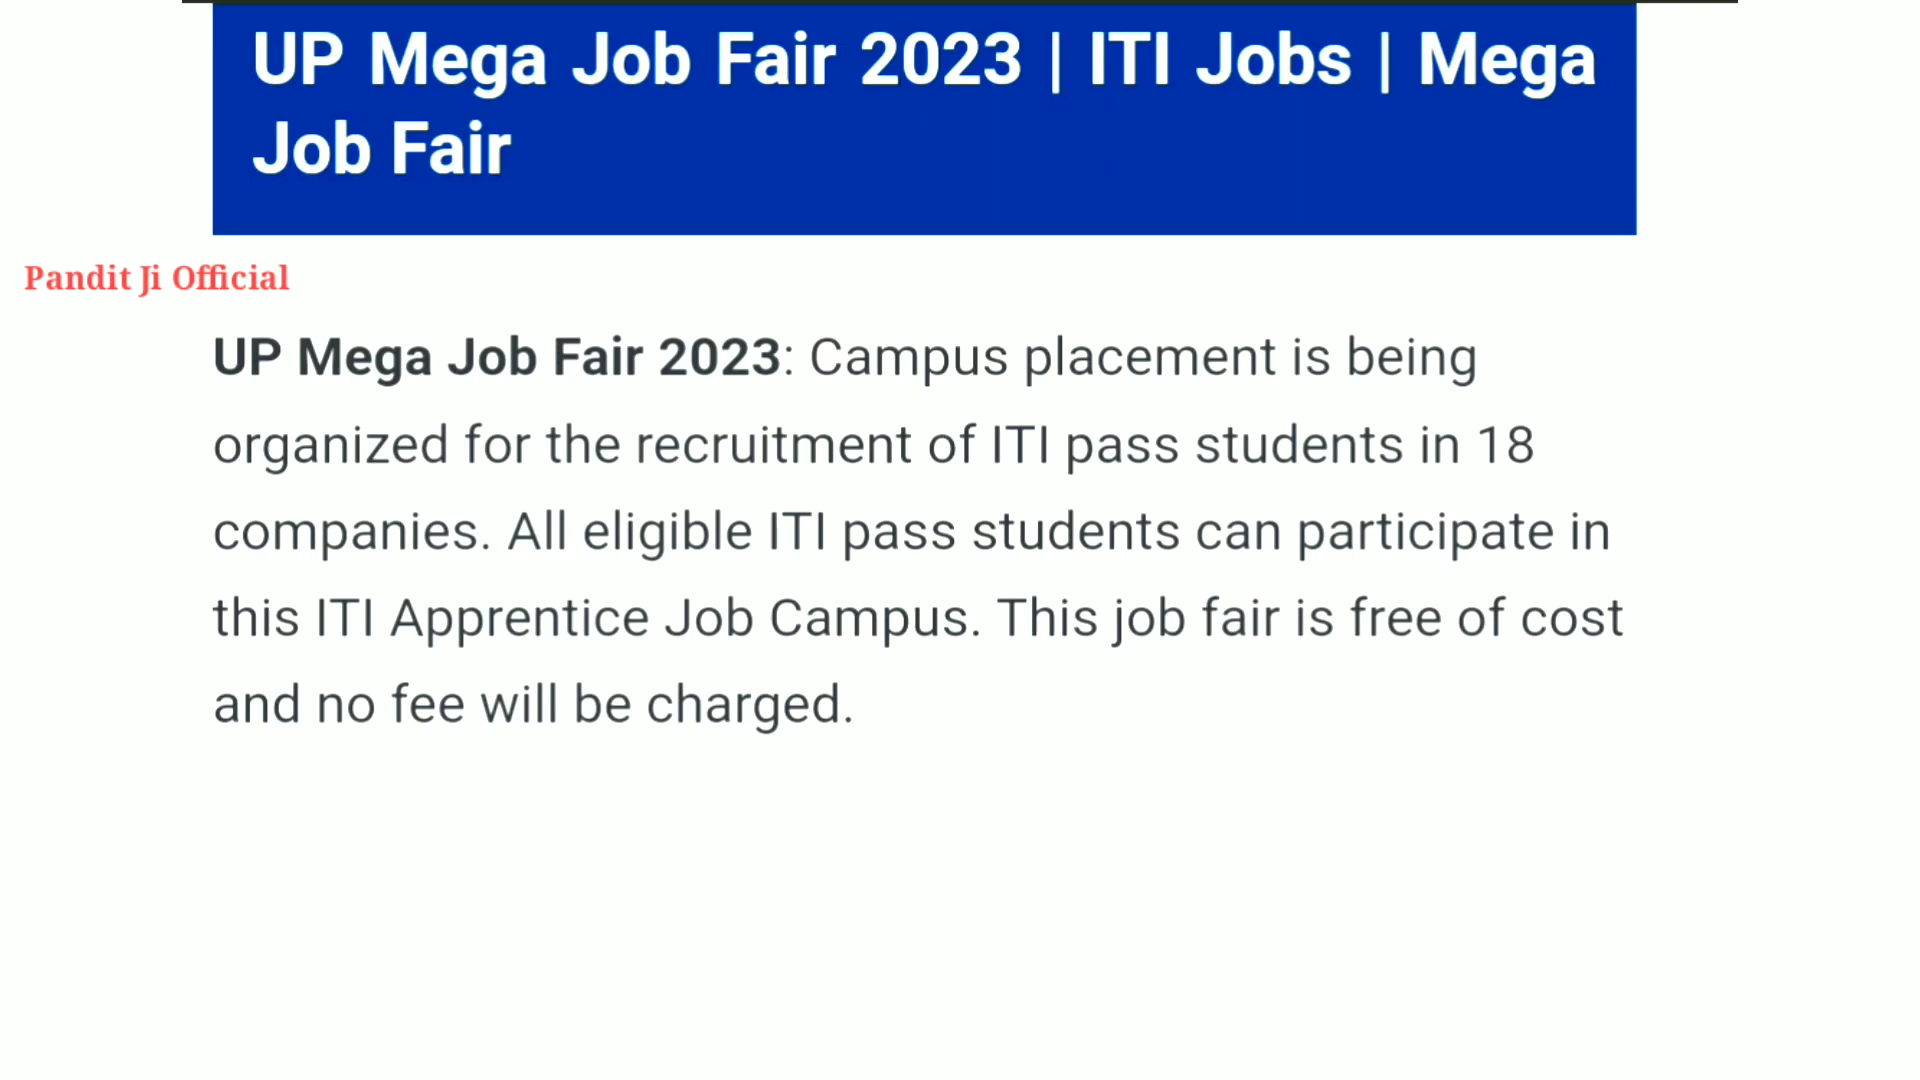 UP Mega Job Fair 2023 | ITI Jobs | Mega
Job Fair
Pandit Ji Official
UP Mega Job Fair 2023: Campus placement is being
organized for the recruitment of ITI pass students in 18
companies. All eligible ITI pass students can participate in
this ITI Apprentice Job Campus. This job fair is free of cost
and no fee will be charged.